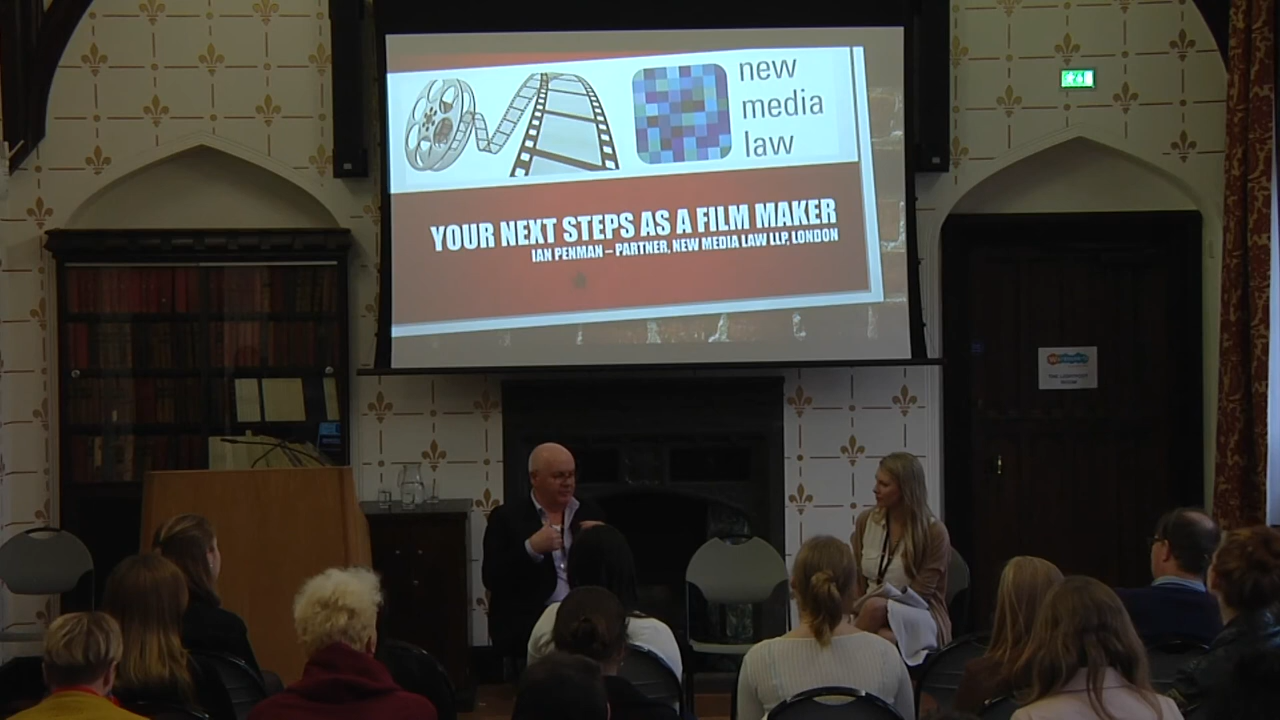 new
media
law
YOUR NEXT STEPS AS A FILM MAKER
IAN PENMAN – PARTNER, NEW MEDIA LAW LLP, LONDON